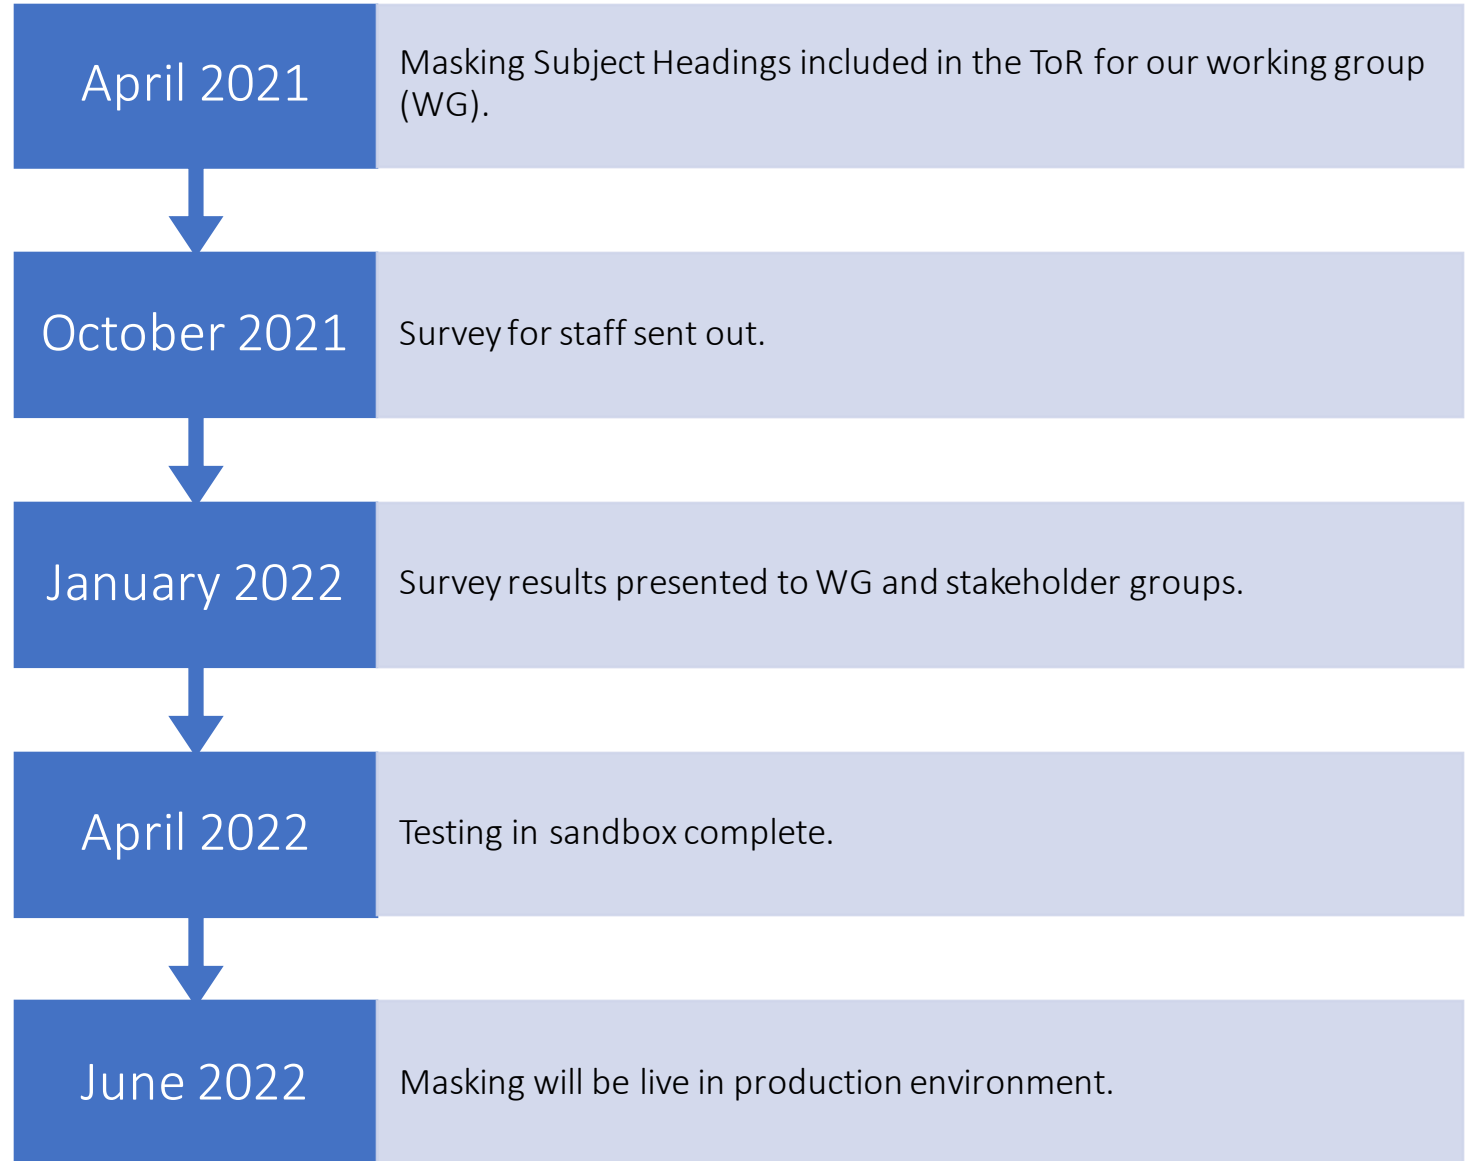 April 2021
Masking Subject Headings included in the ToR for our working group
(WG).
October 2021
Survey for staff sent out.
January 2022
Survey results presented to WG and stakeholder groups.
April 2022
Testing in sandbox complete.
June 2022
Masking will be live in production environment.